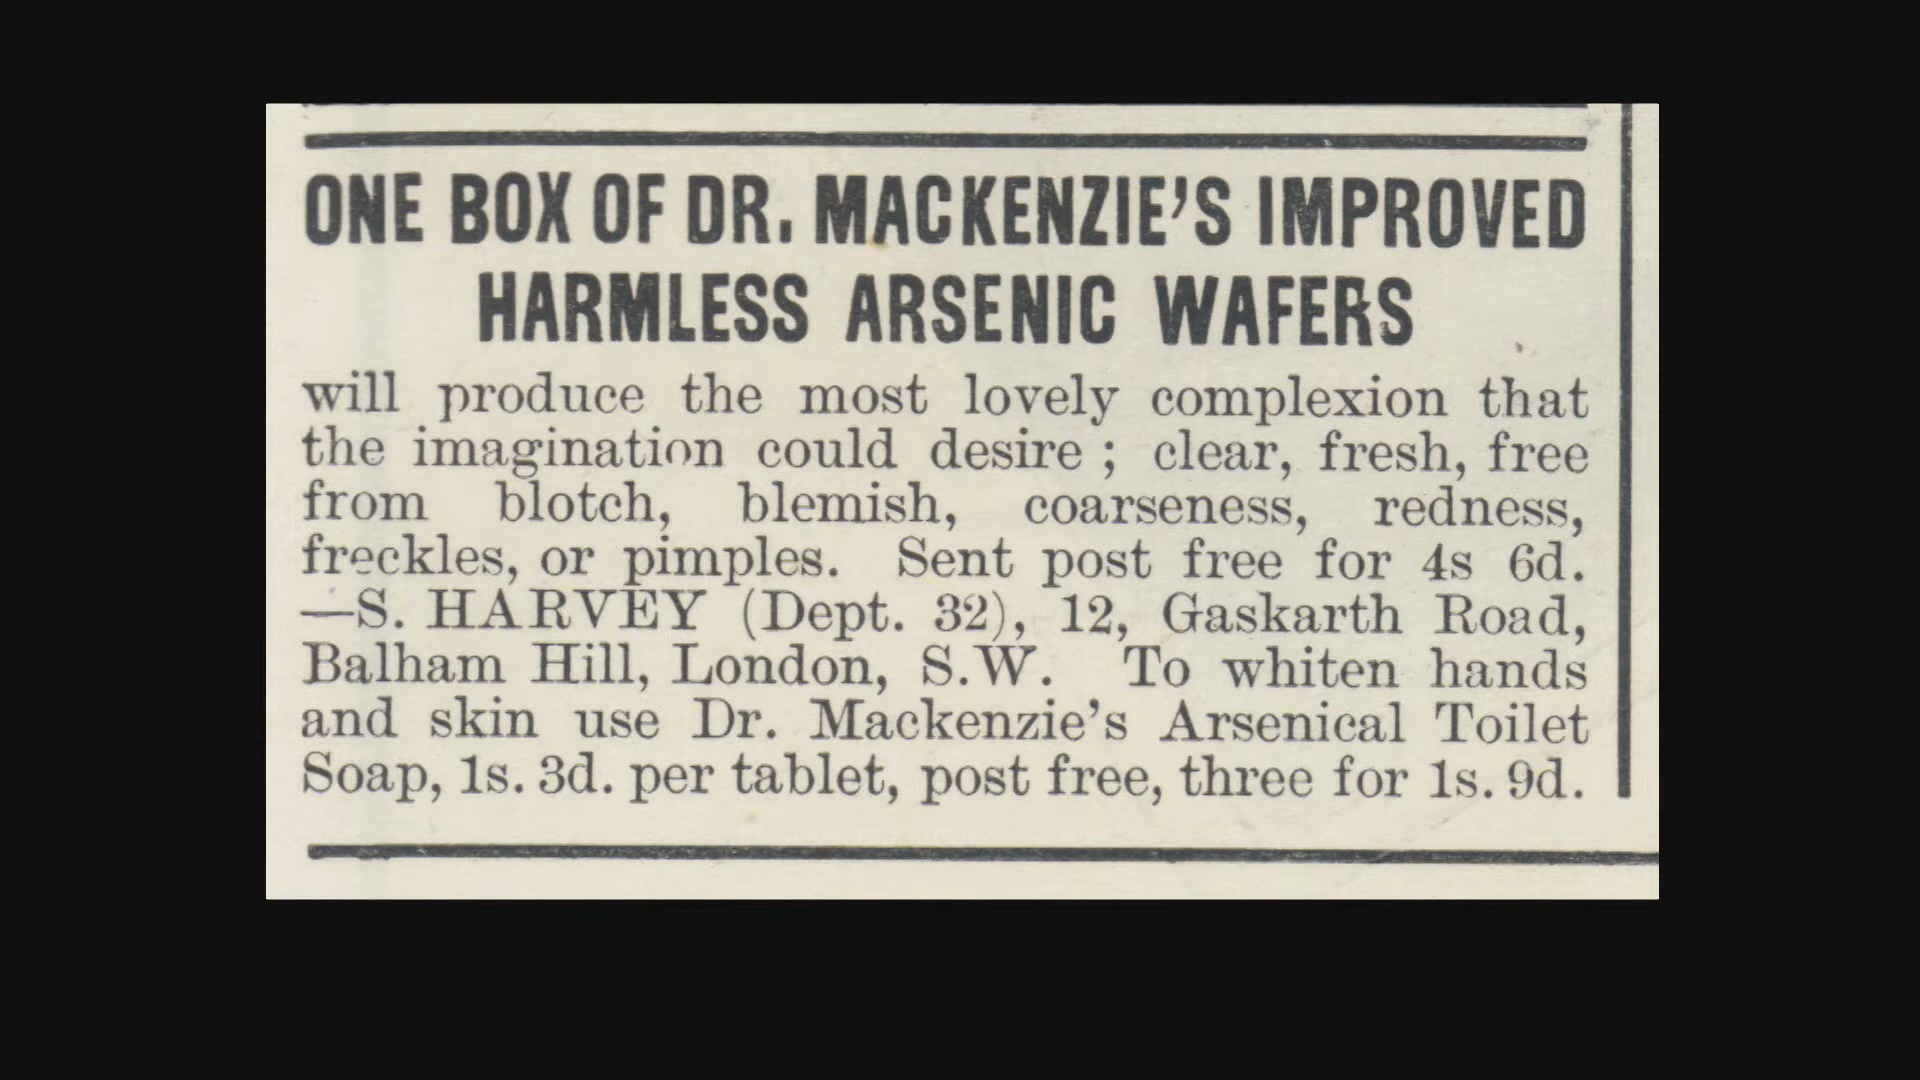 ONE BOX OF DR. MACKENZIE'S IMPROVED
HARMLESS ARSENIC WAFERS
will produce the most lovely complexion that
the imagination could desire ; clear, fresh, free
from blotch, blemish, coarseness, redness,
freckles, or pimples. Sent post free for 4s 6d.
—S. HARVEY (Dept. 32), 12, Gaskarth Road,
Balham Hill, London, S.W. To whiten hands
and skin use Dr. Mackenzie's Arsenical Toilet
Soap, 1s. 3d. per tablet, post free, three for 1s. 9d.